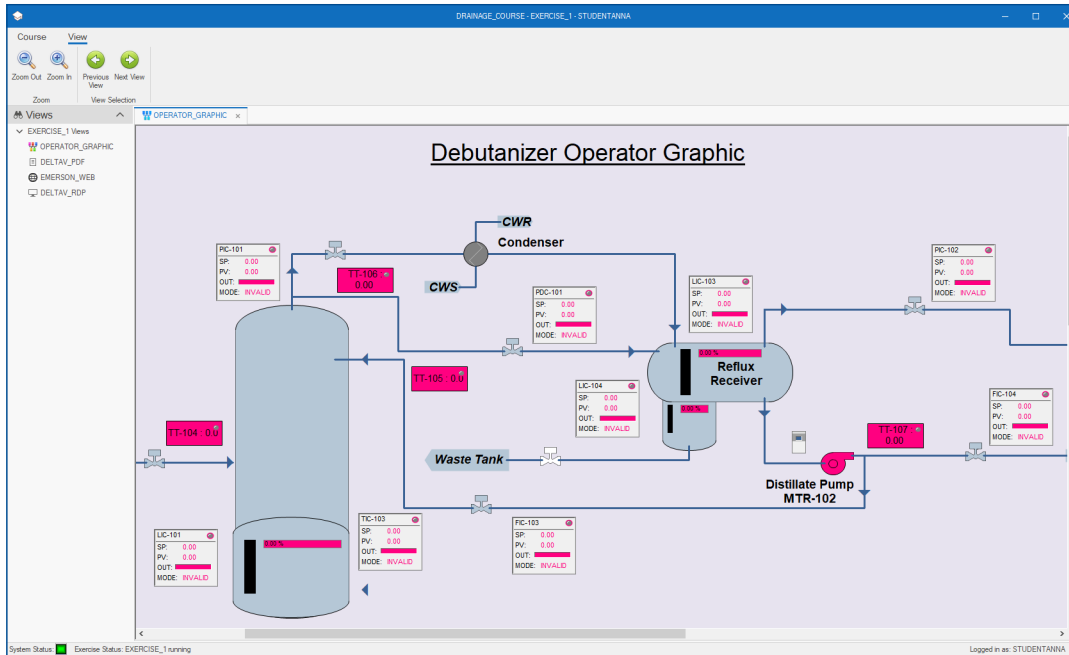 DRAINAGE_COURSE - EXERCISE_1 - STUDENTANNA
Course View
Zoom Out Zoom In Previous View Next View
Zoom View Selection
Views
EXERCISE_1 Views
OPERATOR_GRAPHIC
DELTAV_PDF
EMERSON_WEB
DELTAV_RDP
OPERATOR_GRAPHIC ×
Debutanizer Operator Graphic
CWR
Condenser
CWS
PIC-101
SP: 0.00
PV: 0.00
OUT:
MODE: INVALID
TT-106 :
0.00
PDC-101
SP: 0.00
PV: 0.00
OUT:
MODE: INVALID
LIC-103
SP: 0.00
PV: 0.00
OUT:
MODE: INVALID
PIC-102
SP: 0.00
PV: 0.00
OUT:
MODE: INVALID
0.00 %
Reflux
Receiver
TT-105 : 0.0
LIC-104
SP: 0.00
PV: 0.00
OUT:
MODE: INVALID
0.00 %
FIC-104
SP: 0.00
PV: 0.00
OUT:
MODE: INVALID
TT-104 : 0.0
TT-107 :
0.00
Waste Tank
Distillate Pump
MTR-102
LIC-101
SP: 0.00
PV: 0.00
OUT:
MODE: INVALID
0.00 %
TIC-103
SP: 0.00
PV: 0.00
OUT:
MODE: INVALID
FIC-103
SP: 0.00
PV: 0.00
OUT:
MODE: INVALID
System Status: Exercise Status: EXERCISE_1 running
Logged in as: STUDENTANNA